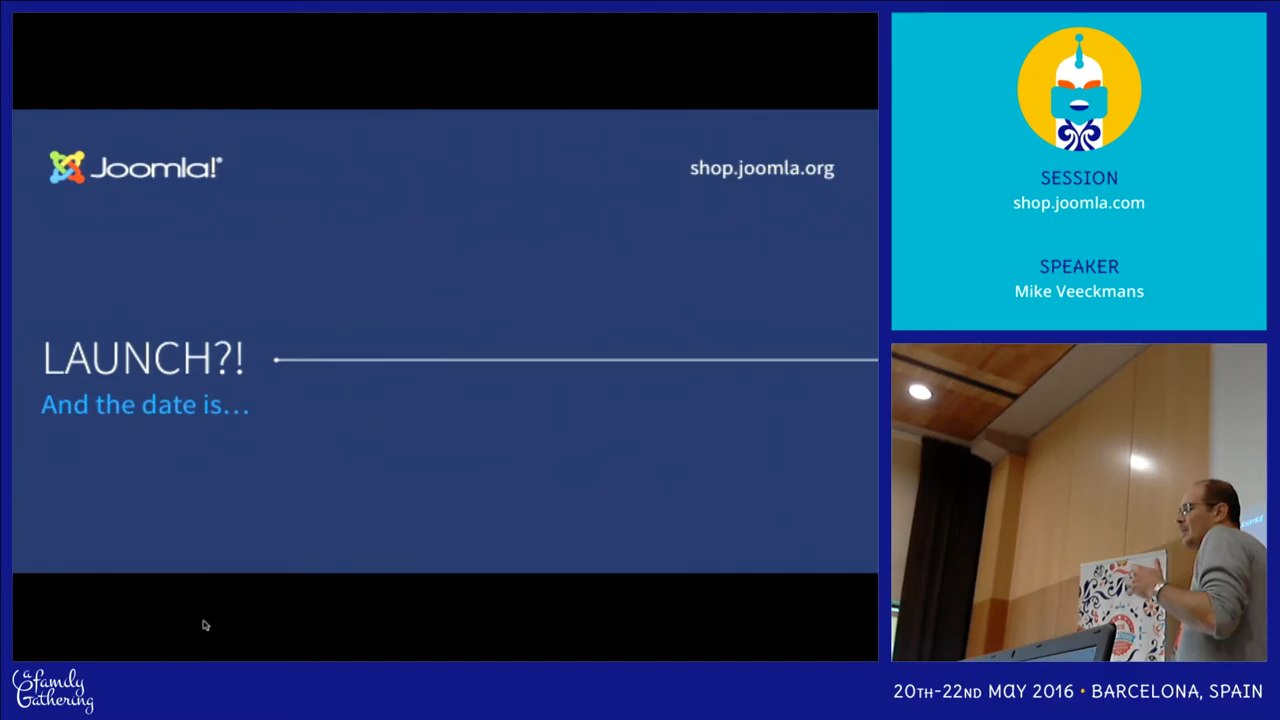 Joomla!®
shop.joomla.org
LAUNCH?!
And the date is...
SESSION
shop.joomla.com
SPEAKER
Mike Veeckmans
Joomla!
a family
Gathering
20TH-22ND MAY 2016 • BARCELONA, SPAIN